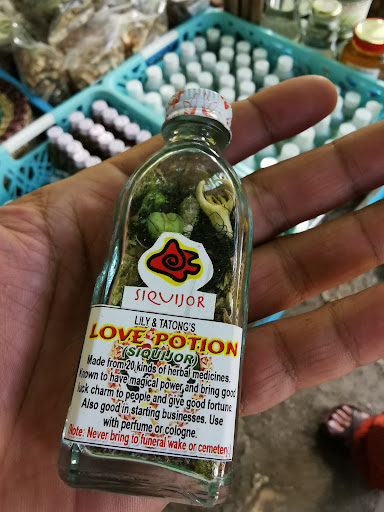 SIQUIJOR
LILY & TATONG'S
LOVE POTION
(SIQUIJOR)
Made from 20 kinds of herbal medicines.
Known to have magical power and bring good
luck charm to people and give good fortune.
Also good in starting businesses. Use
with perfume or cologne.
Note: Never bring to funeral wake or cemetery